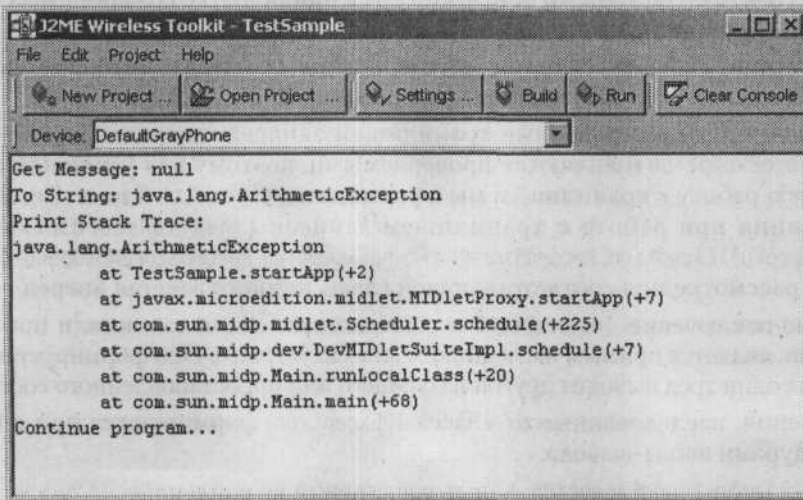 J2ME Wireless Toolkit - TestSample
File Edit Project Help
New Project ... Open Project ... Settings ... Build Run Clear Console
Device: DefaultGrayPhone
Get Message: null
To String: java.lang.ArithmeticException
Print Stack Trace:
java.lang.ArithmeticException
at TestSample.startApp(+2)
at javax.microedition.midlet.MIDletProxy.startApp(+7)
at com.sun.midp.midlet.Scheduler.schedule(+225)
at com.sun.midp.dev.DevMIDletSuiteImpl.schedule(+7)
at com.sun.midp.Main.runLocalClass(+20)
at com.sun.midp.Main.main(+68)
Continue program...